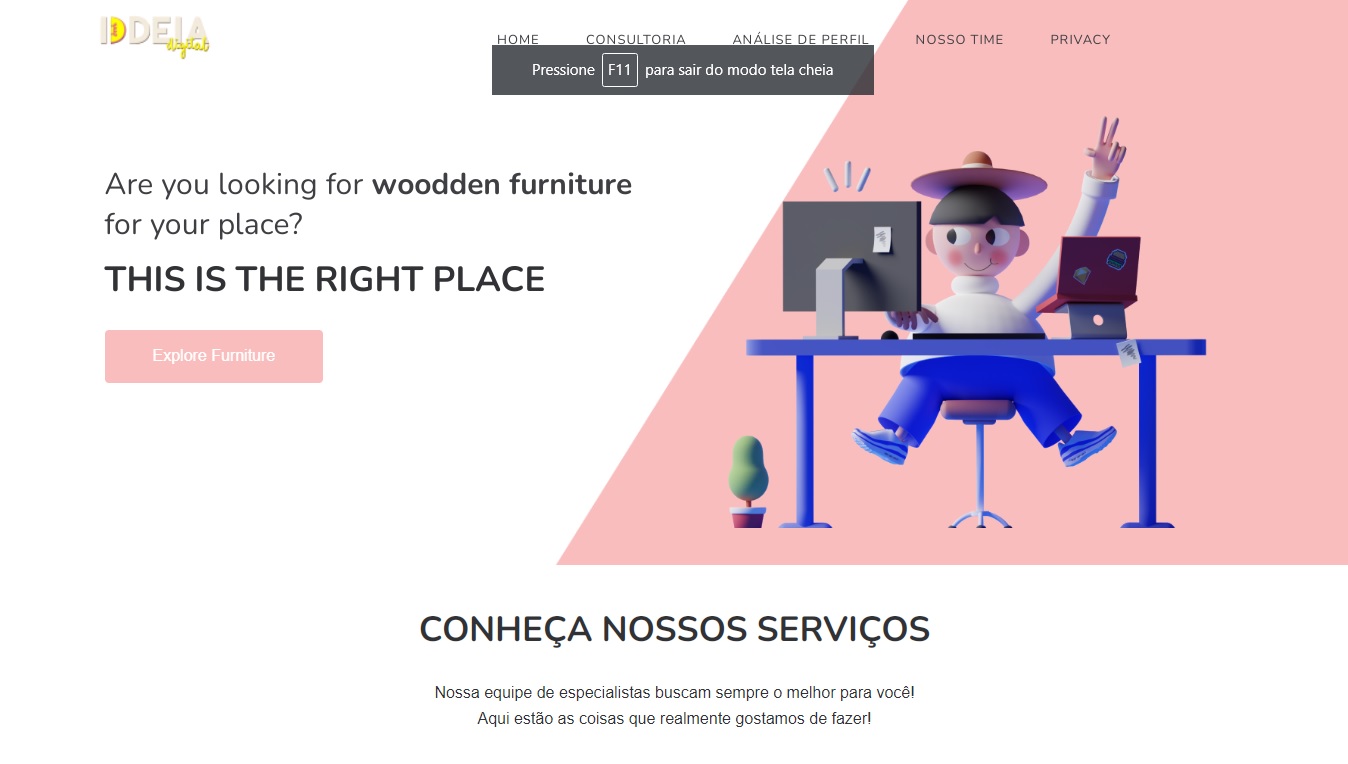 1DDEIA
digital
HOME CONSULTORIA ANÁLISE DE PERFIL NOSSO TIME PRIVACY
Pressione F11 para sair do modo tela cheia
Are you looking for woodden furniture
for your place?
THIS IS THE RIGHT PLACE
Explore Furniture
CONHEÇA NOSSOS SERVIÇOS
Nossa equipe de especialistas buscam sempre o melhor para você!
Aqui estão as coisas que realmente gostamos de fazer!